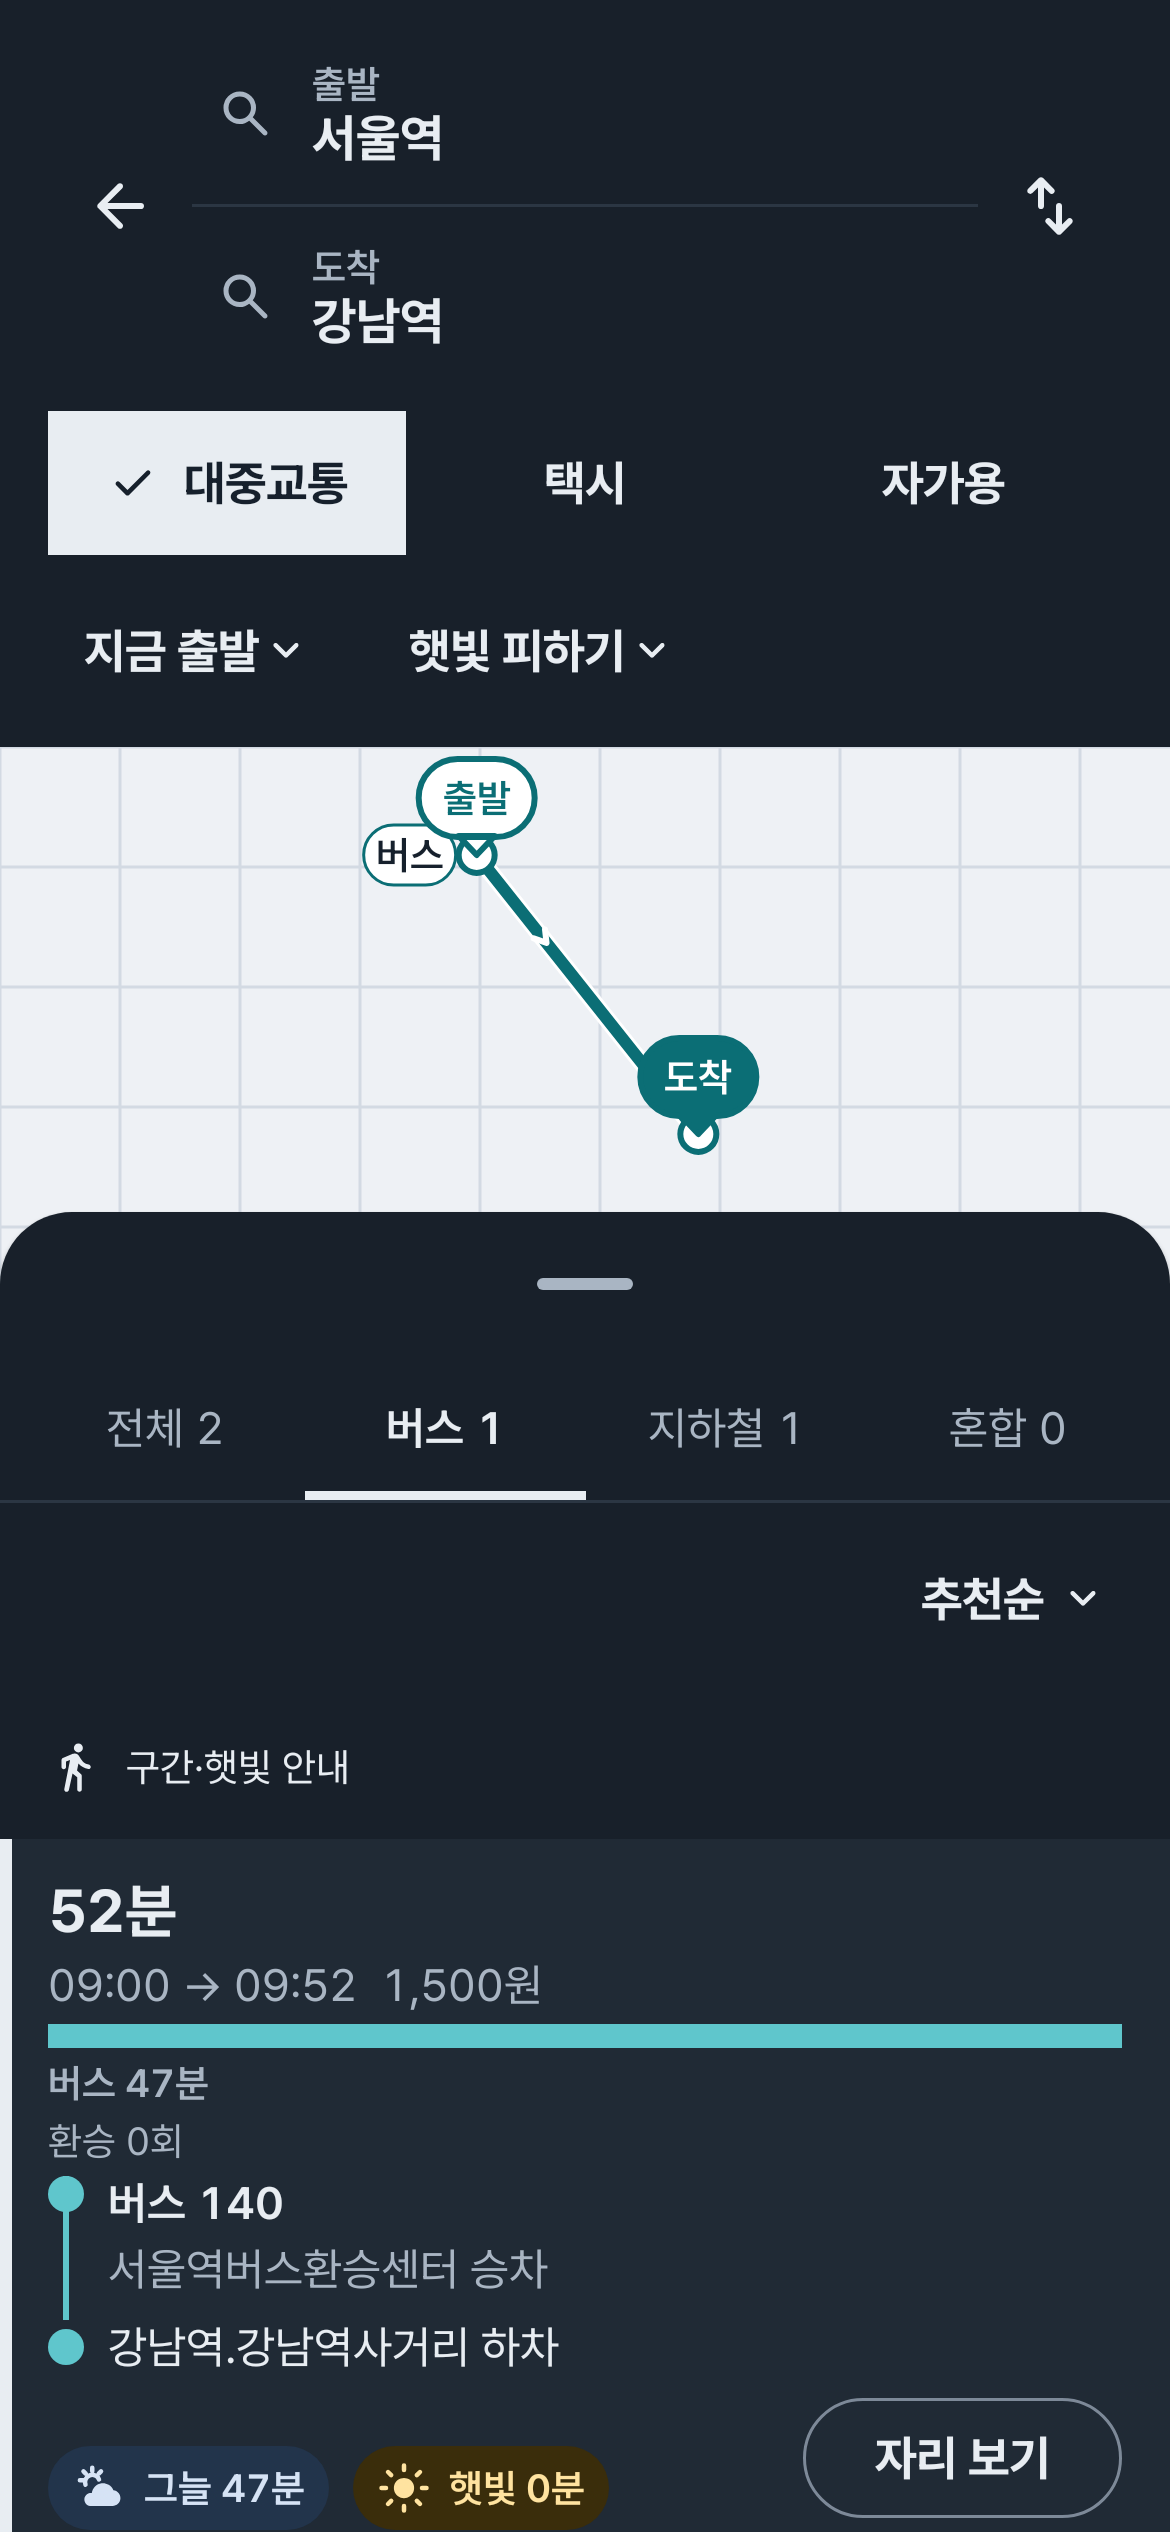 출발
서울역
도착
강남역
대중교통
택시
자가용
지금 출발
햇빛 피하기
출발
버스
도착
전체 2
버스 1
지하철 1
혼합 0
추천순
구간·햇빛 안내
52분
09:00 → 09:52 1,500원
버스 47분
환승 0회
버스 140
서울역버스환승센터 승차
강남역.강남역사거리 하차
자리 보기
그늘 47분
햇빛 0분